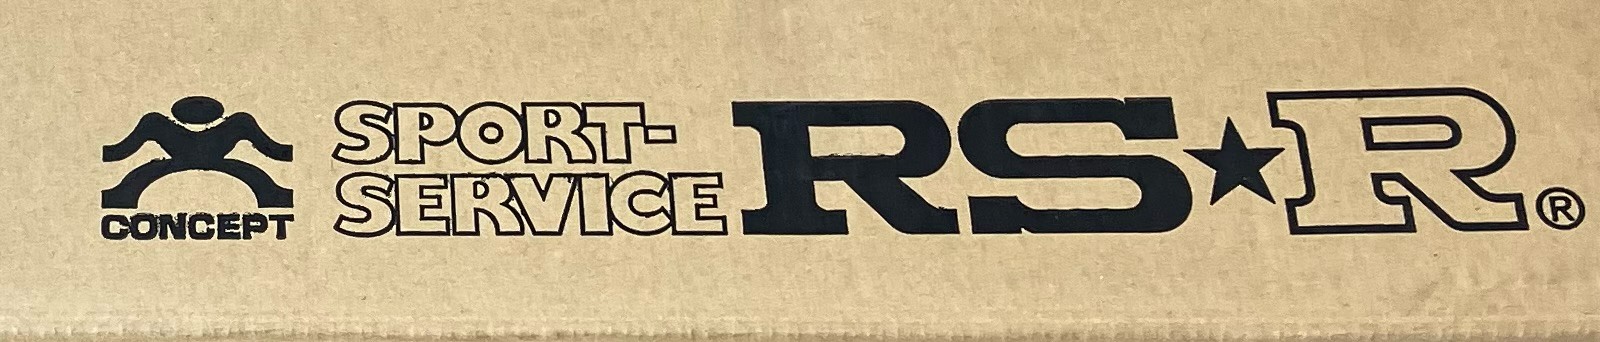 CONCEPT
SPORT-
SERVICE
RS★R®